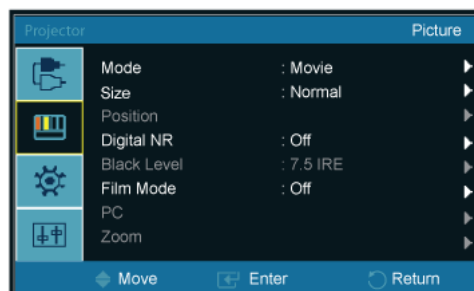 Projector Picture
Mode : Movie
Size : Normal
Position
Digital NR : Off
Black Level : 7.5 IRE
Film Mode : Off
PC
Zoom
Move Enter Return